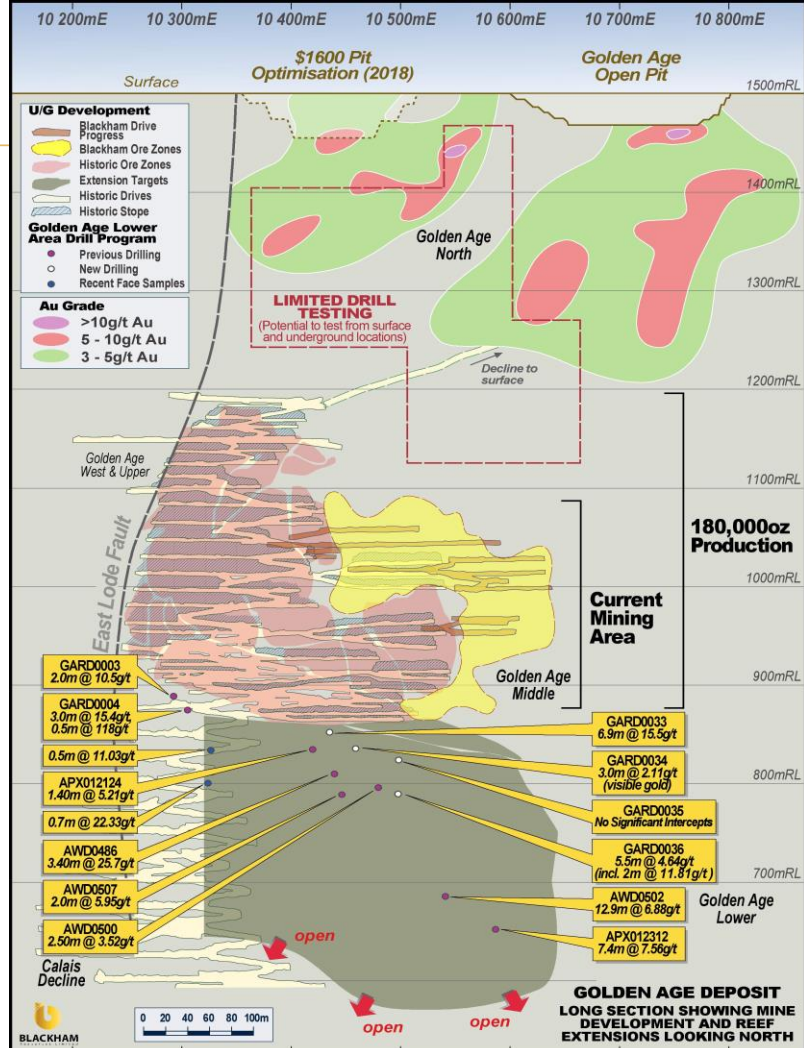 10 200mE 10 300mE 10 400mE 10 500mE 10 600mE 10 700mE 10 800mE
$1600 Pit
Optimisation (2018)
Golden Age
Open Pit
Surface
1500mRL
U/G Development
Blackham Drive
Progress
Blackham Ore Zones
Historic Ore Zones
Extension Targets
Historic Drives
Historic Stope
Golden Age Lower
Area Drill Program
Previous Drilling
New Drilling
Recent Face Samples
Au Grade
>10g/t Au
5 - 10g/t Au
3 - 5g/t Au
1400mRL
Golden Age
North
1300mRL
LIMITED DRILL
TESTING
(Potential to test from surface
and underground locations)
Decline to
surface
1200mRL
Golden Age
West & Upper
1100mRL
180,000oz
Production
1000mRL
Current
Mining
Area
East Lode Fault
Golden Age
Middle
900mRL
GARD0003
2.0m @ 10.5g/t
GARD0004
3.0m @ 15.4g/t,
0.5m @ 118g/t
0.5m @ 11.03g/t
APX012124
1.40m @ 5.21g/t
0.7m @ 22.33g/t
AWD0486
3.40m @ 25.7g/t
AWD0507
2.0m @ 5.95g/t
AWD0500
2.50m @ 3.52g/t
GARD0033
6.9m @ 15.5g/t
GARD0034
3.0m @ 2.11g/t
(visible gold)
800mRL
GARD0035
No Significant Intercepts
GARD0036
5.5m @ 4.64g/t
(incl. 2m @ 11.81g/t )
700mRL
AWD0502
12.9m @ 6.88g/t
Golden Age
Lower
APX012312
7.4m @ 7.56g/t
open
open
open
Calais
Decline
GOLDEN AGE DEPOSIT
LONG SECTION SHOWING MINE
DEVELOPMENT AND REEF
EXTENSIONS LOOKING NORTH
0 20 40 60 80 100m
BLACKHAM